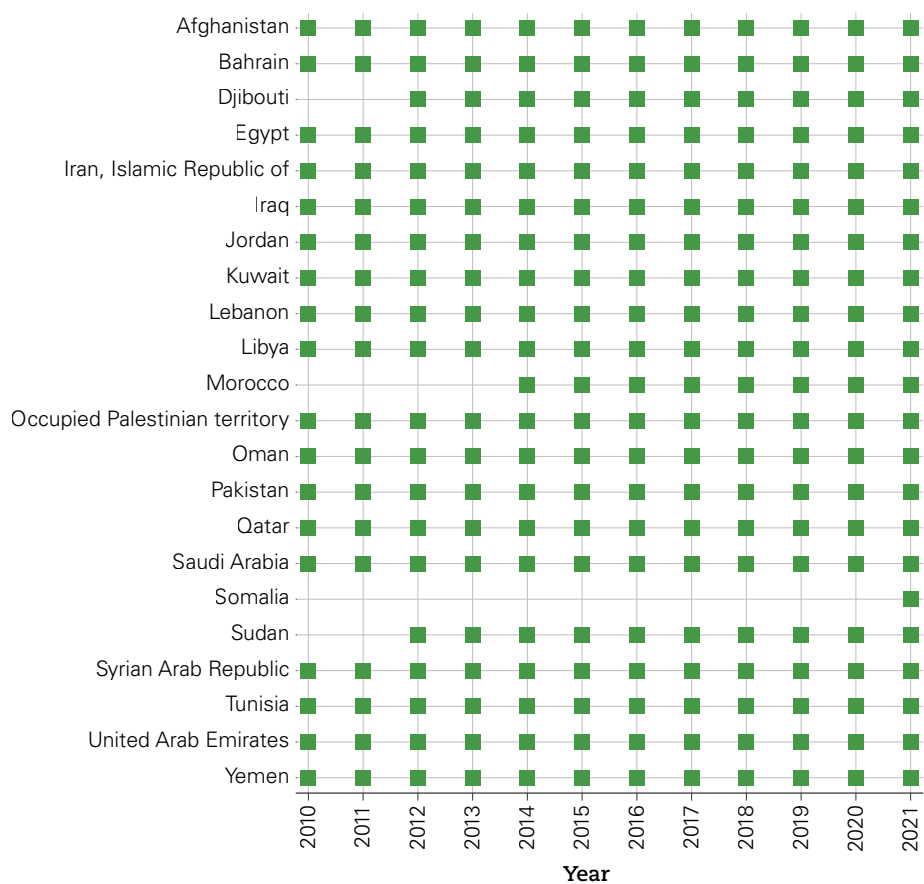 Afghanistan
Bahrain
Djibouti
Egypt
Iran, Islamic Republic of
Iraq
Jordan
Kuwait
Lebanon
Libya
Morocco
Occupied Palestinian territory
Oman
Pakistan
Qatar
Saudi Arabia
Somalia
Sudan
Syrian Arab Republic
Tunisia
United Arab Emirates
Yemen
2010 2011 2012 2013 2014 2015 2016 2017 2018 2019 2020 2021
Year